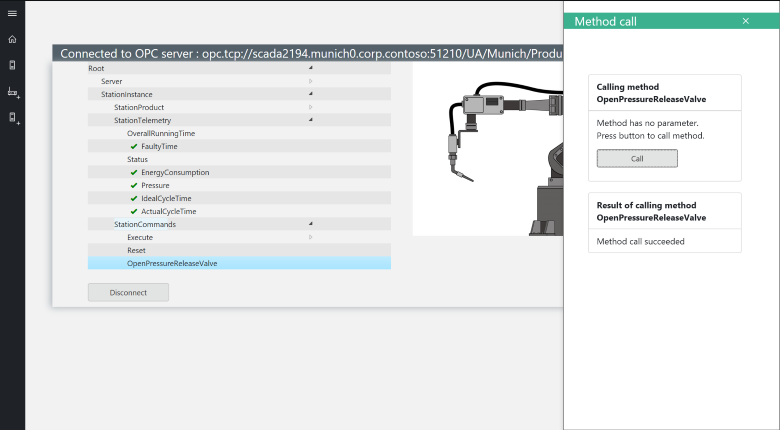 Method call
Connected to OPC server : opc.tcp://scada2194.munich0.corp.contoso:51210/UA/Munich/Produ
Root
Server
StationInstance
StationProduct
StationTelemetry
OverallRunningTime
FaultyTime
Status
EnergyConsumption
Pressure
IdealCycleTime
ActualCycleTime
StationCommands
Execute
Reset
OpenPressureReleaseValve
Disconnect
Calling method
OpenPressureReleaseValve
Method has no parameter.
Press button to call method.
Call
Result of calling method
OpenPressureReleaseValve
Method call succeeded